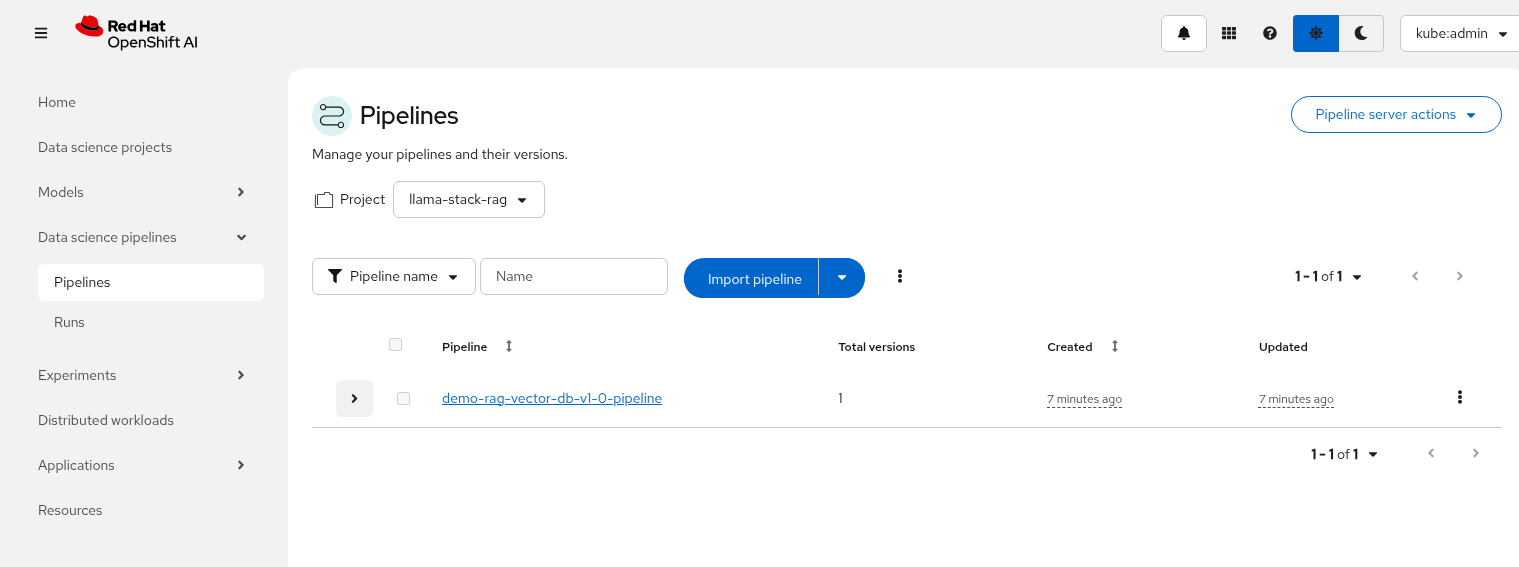 Red Hat
OpenShift AI
kube:admin
Home
Data science projects
Models
Data science pipelines
Pipelines
Runs
Experiments
Distributed workloads
Applications
Resources
Pipelines
Pipeline server actions
Manage your pipelines and their versions.
Project llama-stack-rag
Pipeline name Name Import pipeline 1 - 1 of 1
Pipeline Total versions Created Updated
demo-rag-vector-db-v1-0-pipeline 1 7 minutes ago 7 minutes ago
1 - 1 of 1